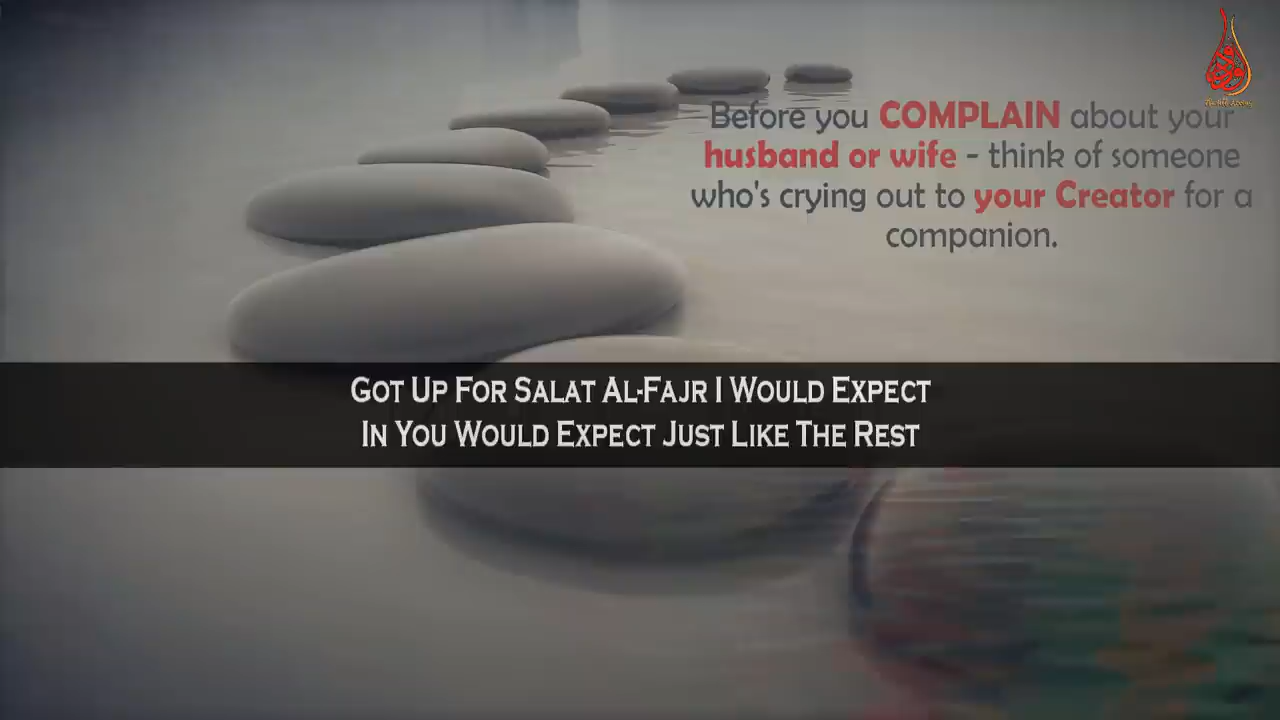 Before you COMPLAIN about your
husband or wife - think of someone
who's crying out to your Creator for a
companion.
GOT UP FOR SALAT AL-FAJR I WOULD EXPECT
IN YOU WOULD EXPECT JUST LIKE THE REST